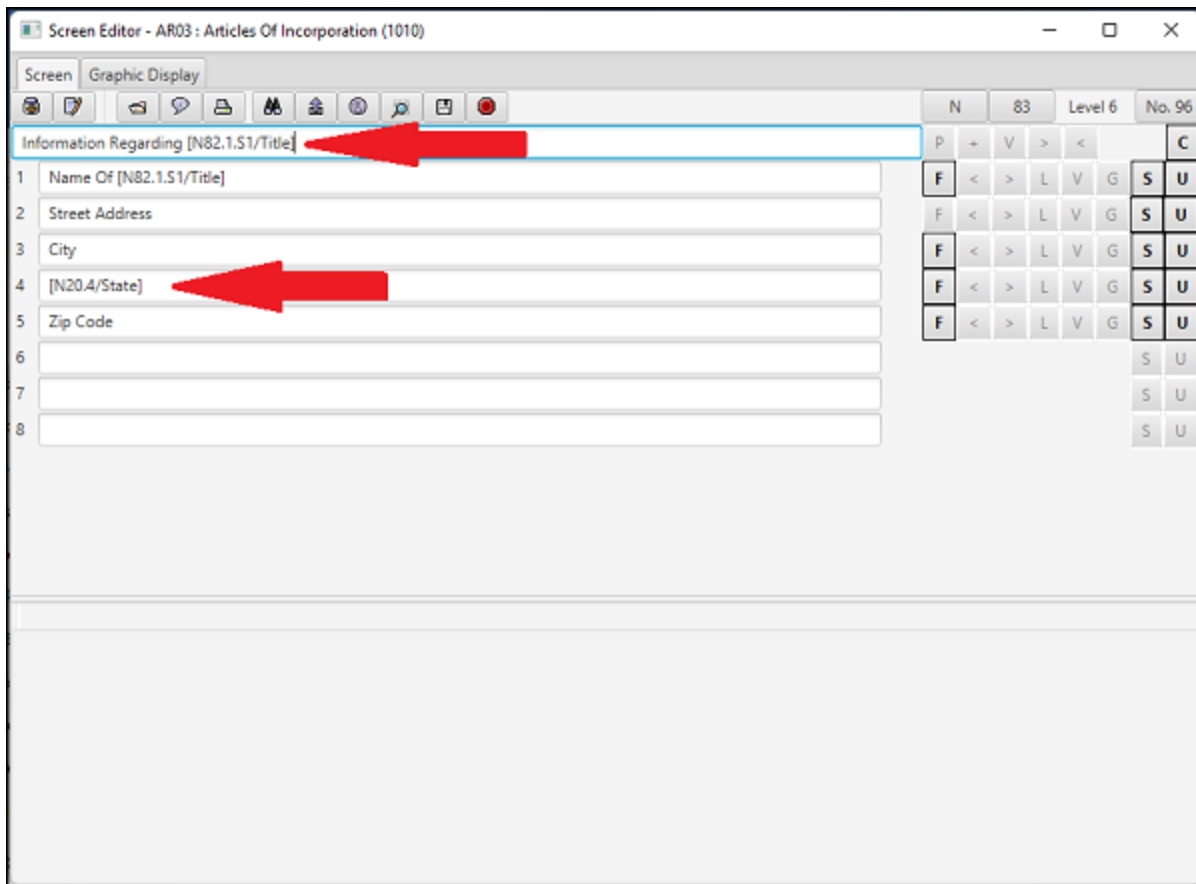 Screen Editor - AR03 : Articles Of Incorporation (1010)
Screen Graphic Display
N 83 Level 6 No. 96
Information Regarding [N82.1.S1/Title] P + V > < C
1 Name Of [N82.1.S1/Title] F < > L V G S U
2 Street Address F < > L V G S U
3 City F < > L V G S U
4 [N20.4/State] F < > L V G S U
5 Zip Code F < > L V G S U
6 S U
7 S U
8 S U